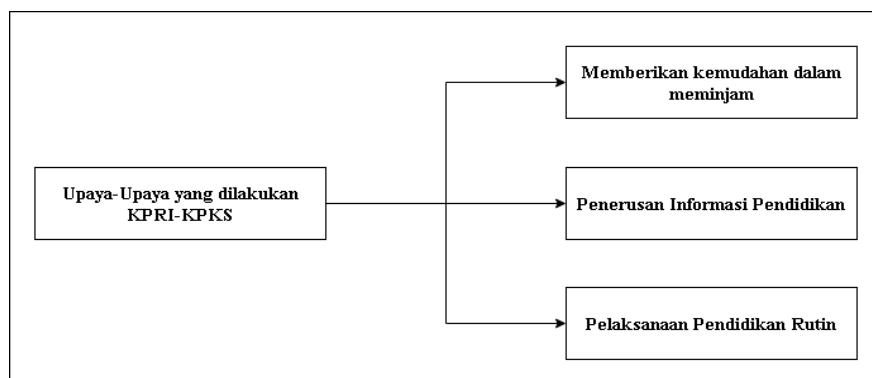 Memberikan kemudahan dalam
meminjam
Upaya-Upaya yang dilakukan
KPRI-KPKS
Penerusan Informasi Pendidikan
Pelaksanaan Pendidikan Rutin